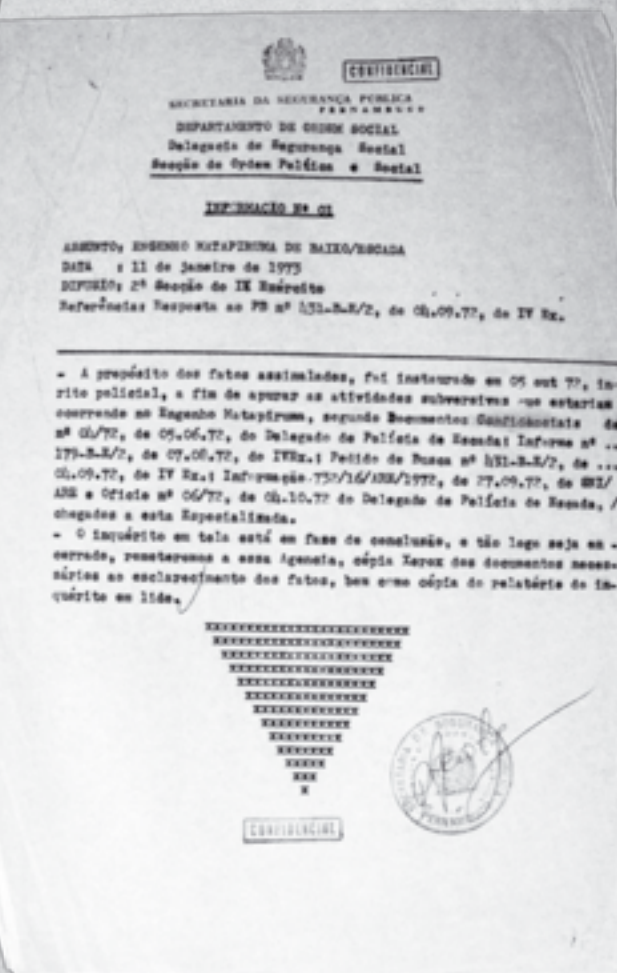 CONFIDENCIAL
SECRETARIA DA SEGURANÇA PÚBLICA
PERNAMBUCO
DEPARTAMENTO DE ORDEM SOCIAL
Delegacia de Segurança Social
Secção de Ordem Política e Social
INFORMAÇÃO Nº 01
ASSUNTO: ENGENHO MATAPIRUMA DE BAIXO/ESCADA
DATA : 11 de janeiro de 1973
DIFUSÃO: 2ª Secção do IV Exército
Referência: Resposta ao PB nº 431-B-E/2, de 04.09.72, de IV Ex.
- A propósito dos fatos assinalados, foi instaurado em 05 out 72, in-
rito policial, a fim de apurar as atividades subversivas que estariam
ocorrendo no Engenho Matapiruma, segundo Documentos Confidenciais de
nº 04/72, de 05.06.72, do Delegado de Polícia de Escada; Informe nº ..
179-B-E/2, de 07.08.72, do IVEx.; Pedido de Busca nº 431-B-E/2, de ...
04.09.72, de IV Ex.; Informação 732/16/ARE/1972, de 27.09.72, do SNI/
ARE e Ofício nº 06/72, de 04.10.72 do Delegado de Polícia de Escada, /
chegados a esta Especializada.
- O inquérito em tela está em fase de conclusão, e tão logo seja en-
cerrado, remeteremos a essa Agencia, cópia Xerox dos documentos neces-
sários ao esclarecimento dos fatos, bem como cópia do relatório do in-
quérito em lide.
CONFIDENCIAL